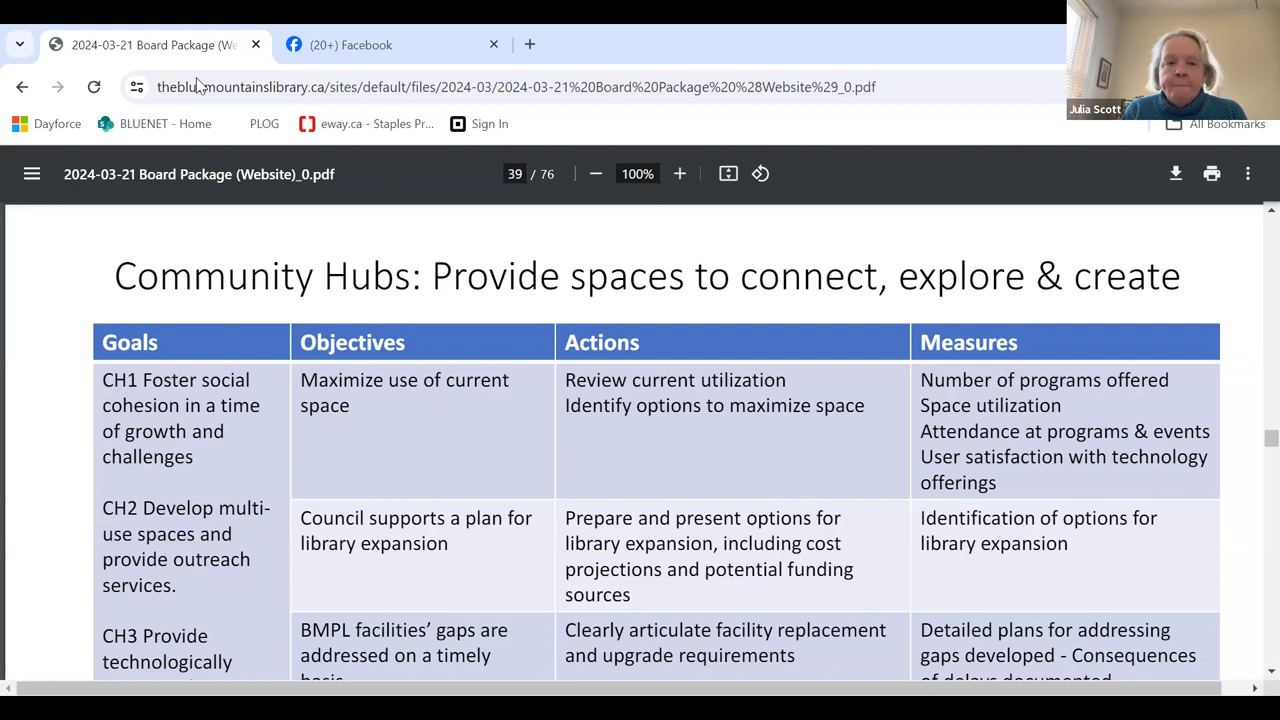 2024-03-21 Board Package (We
(20+) Facebook
thebluemountainslibrary.ca/sites/default/files/2024-03/2024-03-21%20Board%20Package%20%28Website%29_0.pdf
Dayforce
BLUENET - Home
PLOG
eway.ca - Staples Pr...
Sign In
Julia Scott
All Bookmarks
2024-03-21 Board Package (Website)_0.pdf
39 / 76
100%
Community Hubs: Provide spaces to connect, explore & create
Goals
Objectives
Actions
Measures
CH1 Foster social
cohesion in a time
of growth and
challenges
CH2 Develop multi-
use spaces and
provide outreach
services.
CH3 Provide
technologically
Maximize use of current
space
Review current utilization
Identify options to maximize space
Number of programs offered
Space utilization
Attendance at programs & events
User satisfaction with technology
offerings
Council supports a plan for
library expansion
Prepare and present options for
library expansion, including cost
projections and potential funding
sources
Identification of options for
library expansion
BMPL facilities’ gaps are
addressed on a timely
basis
Clearly articulate facility replacement
and upgrade requirements
Detailed plans for addressing
gaps developed - Consequences
of delays documented